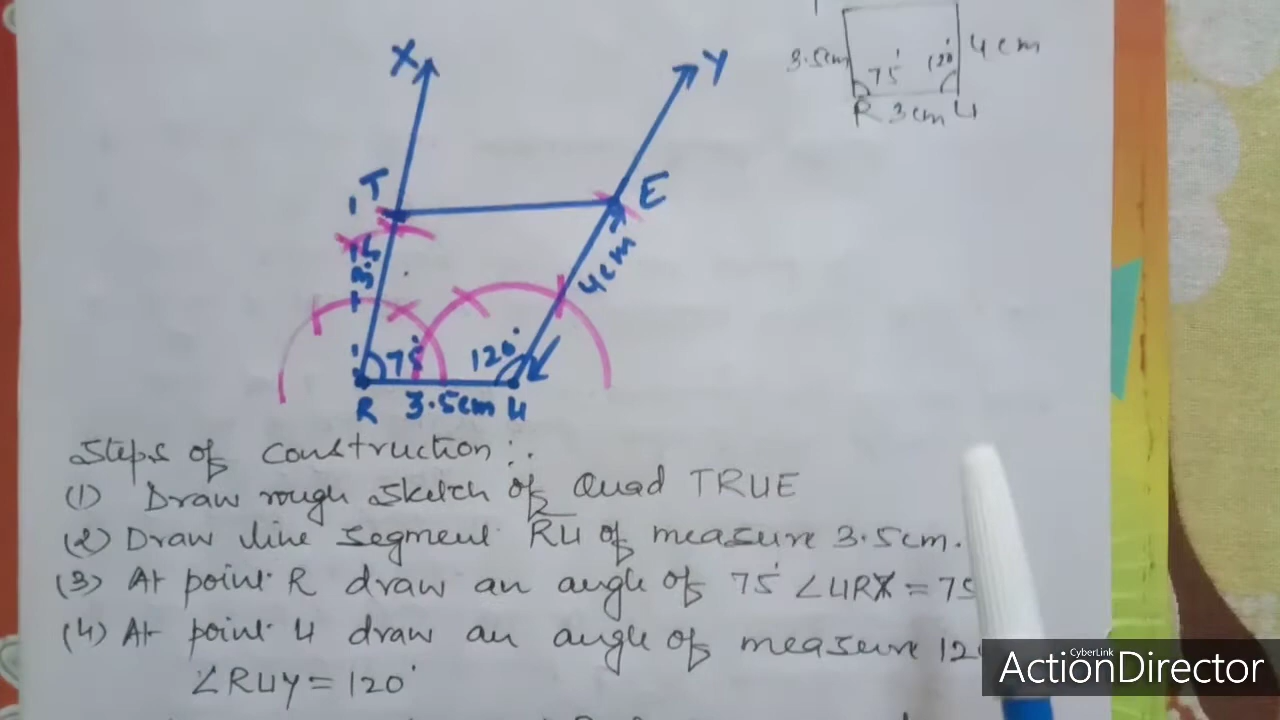 3.5cm
75°
120°
4cm
R 3cm U
X
Y
T
E
3.5
4cm
75°
120°
R 3.5cm U
Steps of construction:.
(1) Draw rough sketch of Quad TRUE
(2) Draw line segment RU of measure 3.5cm.
(3) At point R draw an angle of 75° ∠URX = 75
(4) At point U draw an angle of measure 12
∠RUY = 120°
CyberLink
ActionDirector